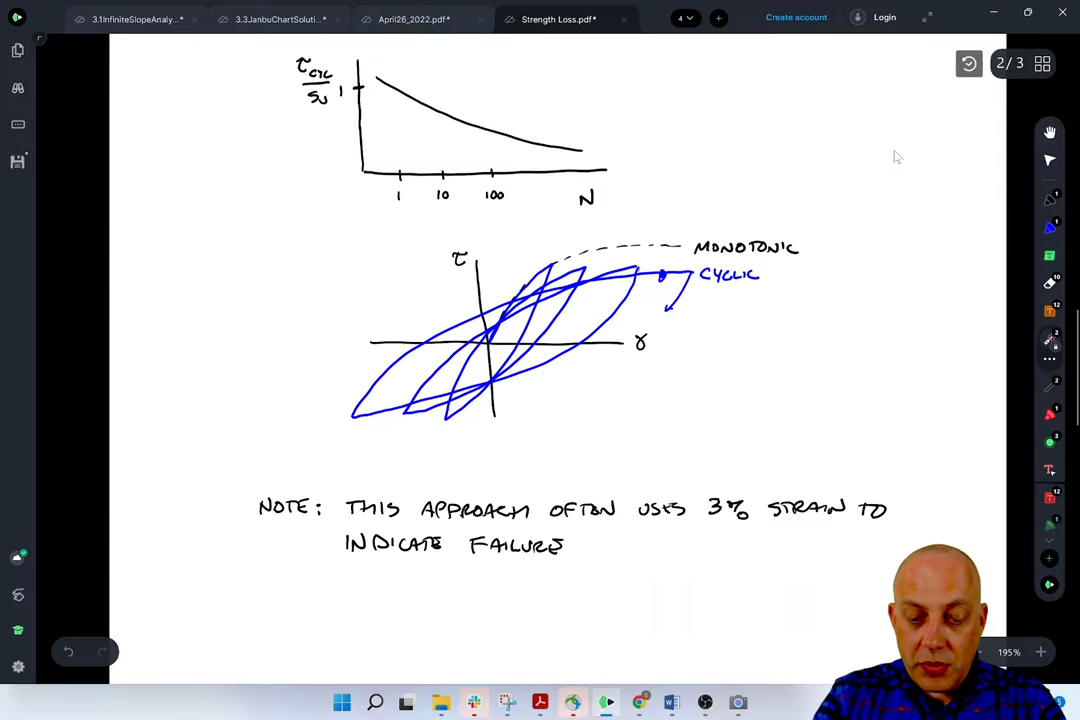 3.1InfiniteSlopeAnaly...*
3.3JanbuChartSoluti...*
April26_2022.pdf*
Strength Loss.pdf*
4
Create account
Login
2 / 3
τcyc
Su
1
1 10 100 N
τ
MONOTONIC
CYCLIC
γ
NOTE: THIS APPROACH OFTEN USES 3% STRAIN TO
INDICATE FAILURE
195%